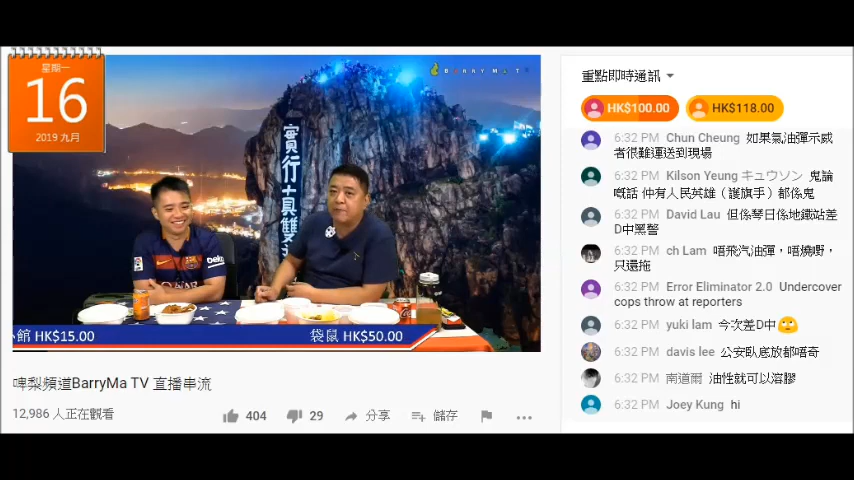 星期一
16
2019 九月
BARRY MA T
實行十具雙
小館 HK$15.00
袋鼠 HK$50.00
啤梨頻道BarryMa TV 直播串流
12,986 人正在觀看
404
29
分享
儲存
重點即時通訊
HK$100.00
HK$118.00
6:32 PM Chun Cheung 如果氣油彈示威
者很難運送到現場
6:32 PM Kilson Yeung キュウソン 鬼論
嘅話 仲有人民英雄（護旗手）都係鬼
6:32 PM David Lau 但係琴日係地鐵站差
D中黑警
6:32 PM ch Lam 唔飛汽油彈，唔燒嘢，
只還拖
6:32 PM Error Eliminator 2.0 Undercover
cops throw at reporters
6:32 PM yuki lam 今次差D中🙄
6:32 PM davis lee 公安臥底放都唔奇
6:32 PM 南道爾 油性就可以溶膠
6:32 PM Joey Kung hi